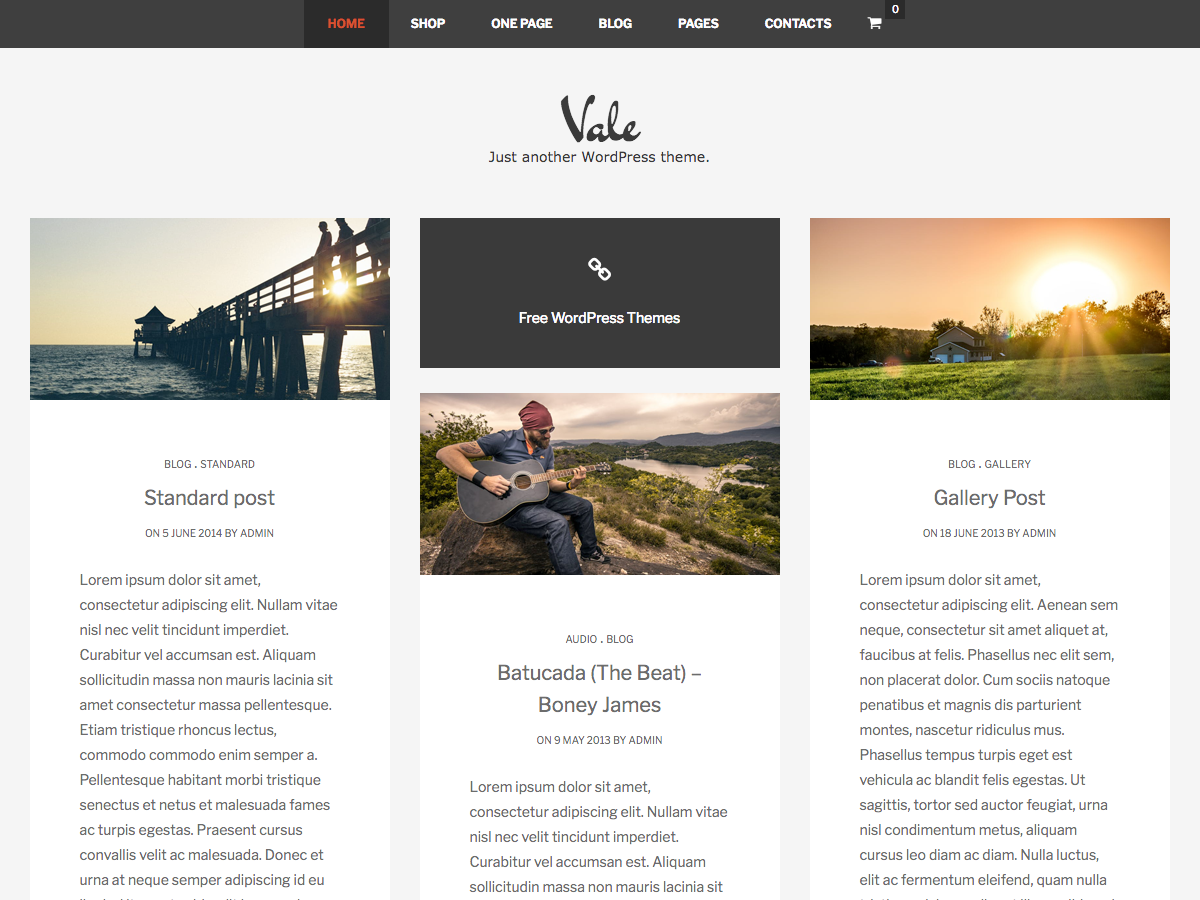 HOME SHOP ONE PAGE BLOG PAGES CONTACTS 0
Vale
Just another WordPress theme.
BLOG . STANDARD
Standard post
ON 5 JUNE 2014 BY ADMIN
Lorem ipsum dolor sit amet,
consectetur adipiscing elit. Nullam vitae
nisl nec velit tincidunt imperdiet.
Curabitur vel accumsan est. Aliquam
sollicitudin massa non mauris lacinia sit
amet consectetur massa pellentesque.
Etiam tristique rhoncus lectus,
commodo commodo enim semper a.
Pellentesque habitant morbi tristique
senectus et netus et malesuada fames
ac turpis egestas. Praesent cursus
convallis velit ac malesuada. Donec et
urna at neque semper adipiscing id eu
Free WordPress Themes
AUDIO . BLOG
Batucada (The Beat) –
Boney James
ON 9 MAY 2013 BY ADMIN
Lorem ipsum dolor sit amet,
consectetur adipiscing elit. Nullam vitae
nisl nec velit tincidunt imperdiet.
Curabitur vel accumsan est. Aliquam
sollicitudin massa non mauris lacinia sit
BLOG . GALLERY
Gallery Post
ON 18 JUNE 2013 BY ADMIN
Lorem ipsum dolor sit amet,
consectetur adipiscing elit. Aenean sem
neque, consectetur sit amet aliquet at,
faucibus at felis. Phasellus nec elit sem,
non placerat dolor. Cum sociis natoque
penatibus et magnis dis parturient
montes, nascetur ridiculus mus.
Phasellus tempus turpis eget est
vehicula ac blandit felis egestas. Ut
sagittis, tortor sed auctor feugiat, urna
nisl condimentum metus, aliquam
cursus leo diam ac diam. Nulla luctus,
elit ac fermentum eleifend, quam nulla